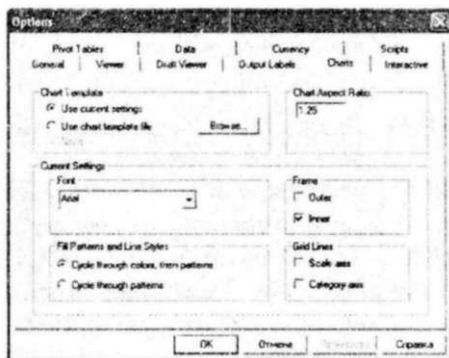 Options
Pivot Tables Data Currency Scripts
General Viewer Draft Viewer Output Labels Charts Interactive
Chart Template
Use current settings
Use chart template file Browse...
Chart Aspect Ratio
1.25
Current Settings
Font
Arial
Frame
Outer
Inner
Fill Patterns and Line Styles
Cycle through colors, then patterns
Cycle through patterns
Grid Lines
Scale axis
Category axis
OK Отмена Справка